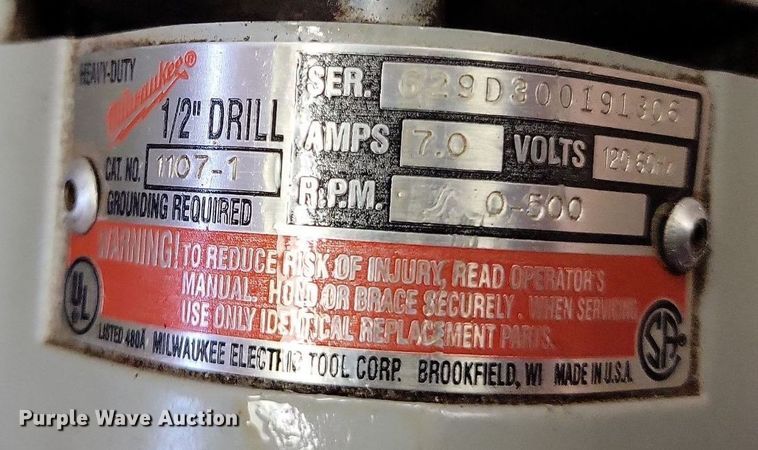 HEAVY-DUTY
Milwaukee®
1/2" DRILL
CAT. NO. 1107-1
GROUNDING REQUIRED
SER. 629D300191306
AMPS 7.0 VOLTS 120 60Hz
R.P.M. 0-500
WARNING! TO REDUCE RISK OF INJURY, READ OPERATOR'S
MANUAL. HOLD OR BRACE SECURELY. WHEN SERVICING
USE ONLY IDENTICAL REPLACEMENT PARTS.
UL
SA
LISTED 480A MILWAUKEE ELECTRIC TOOL CORP. BROOKFIELD, WI MADE IN U.S.A.
Purple Wave Auction